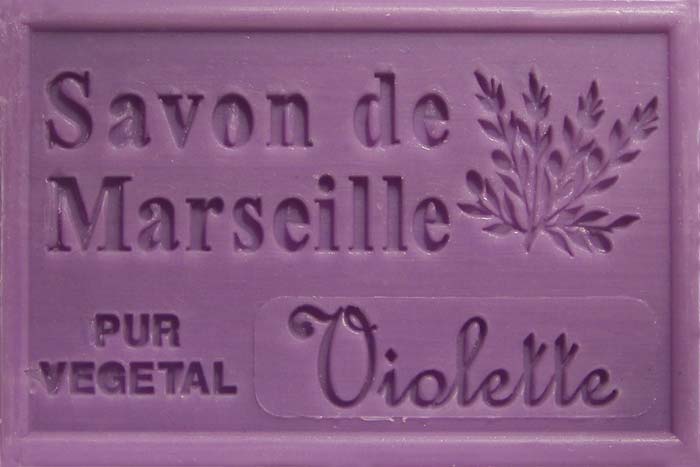 Savon de
Marseille
PUR
VEGETAL
Violette